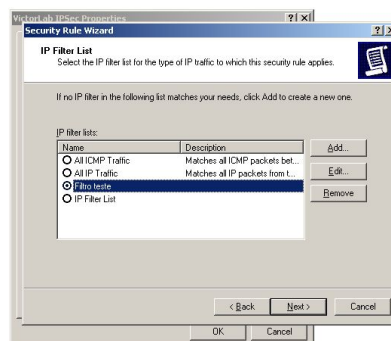 VictorLab IPSec Properties
Security Rule Wizard
IP Filter List
Select the IP filter list for the type of IP traffic to which this security rule applies.
If no IP filter in the following list matches your needs, click Add to create a new one.
IP filter lists:
Name Description
All ICMP Traffic Matches all ICMP packets bet...
All IP Traffic Matches all IP packets from t...
Filtro teste
IP Filter List
Add...
Edit...
Remove
< Back Next > Cancel
OK Cancel